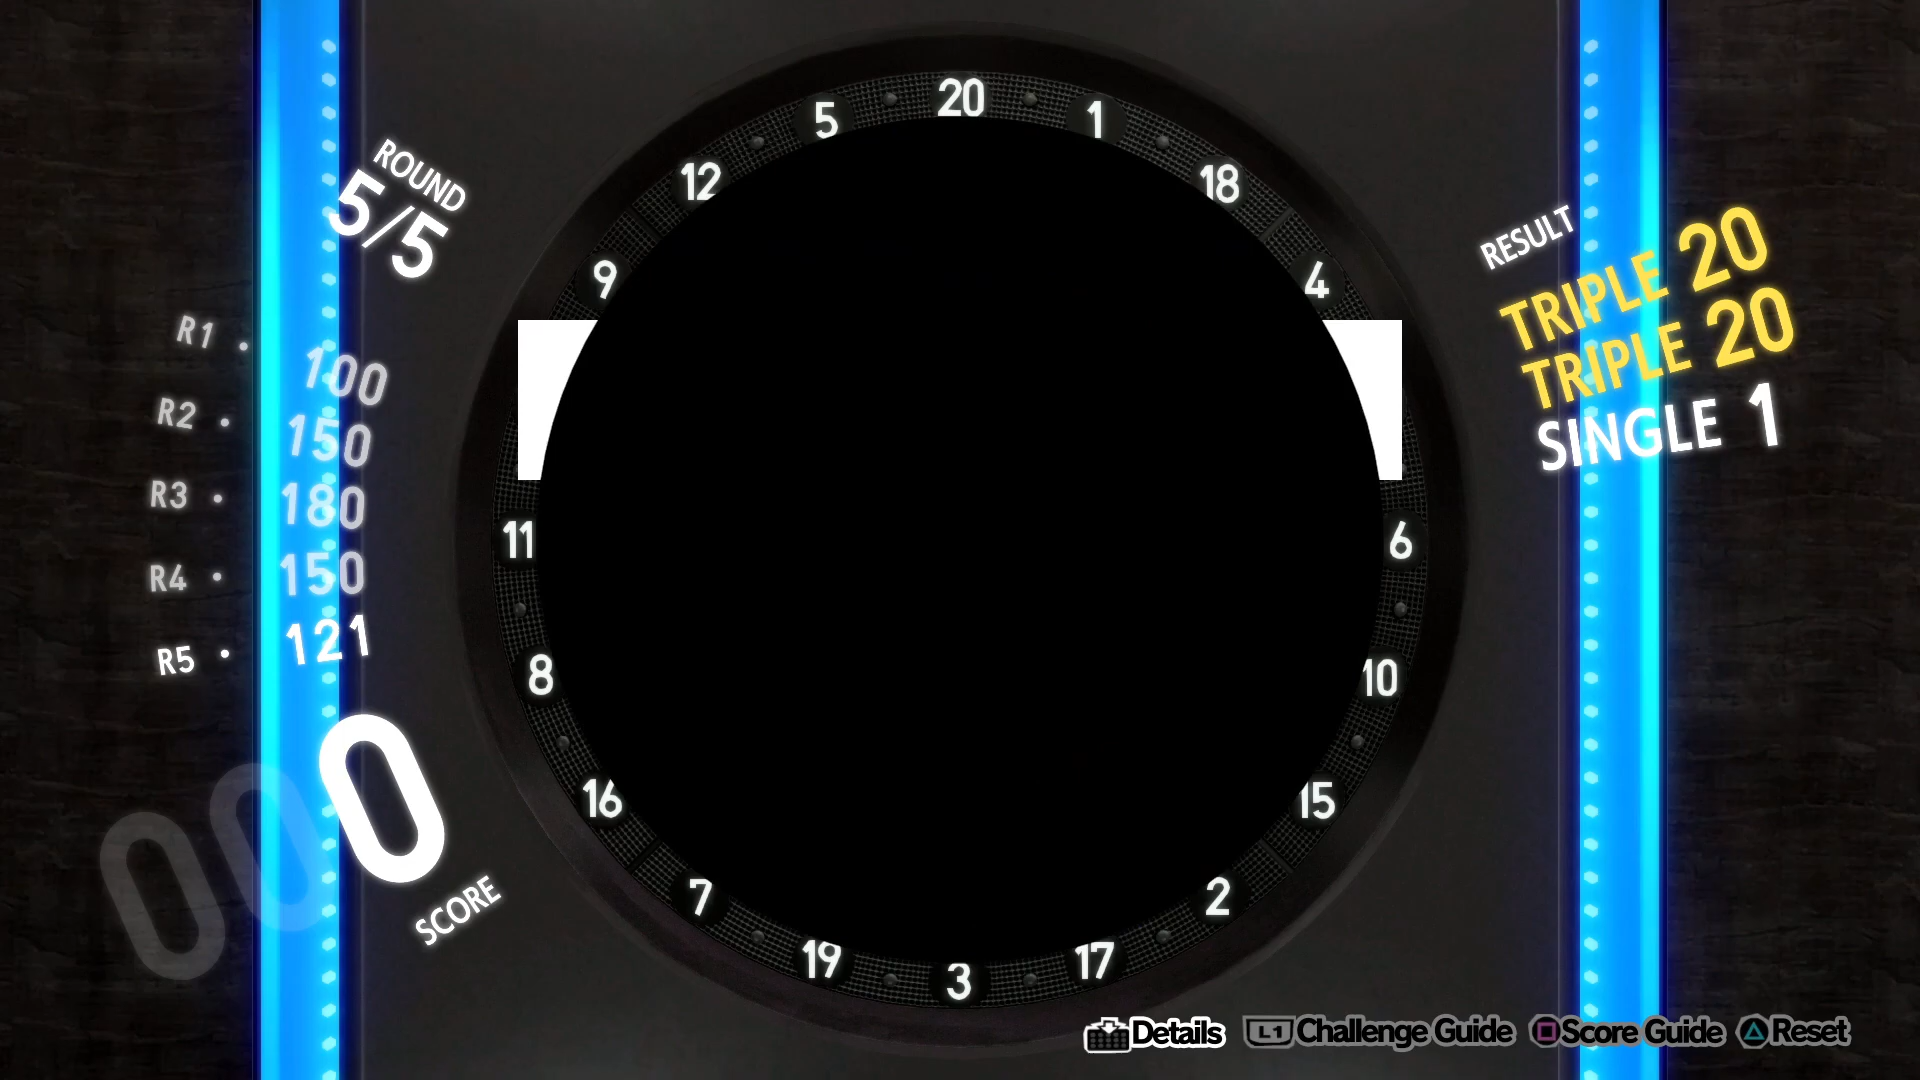 ROUND
5/5
R1 · 100
R2 · 150
R3 · 180
R4 · 150
R5 · 121
000
SCORE
20
1
18
4
6
10
15
2
17
3
19
7
16
8
11
9
12
5
RESULT
TRIPLE 20
TRIPLE 20
SINGLE 1
Details L1 Challenge Guide Score Guide Reset